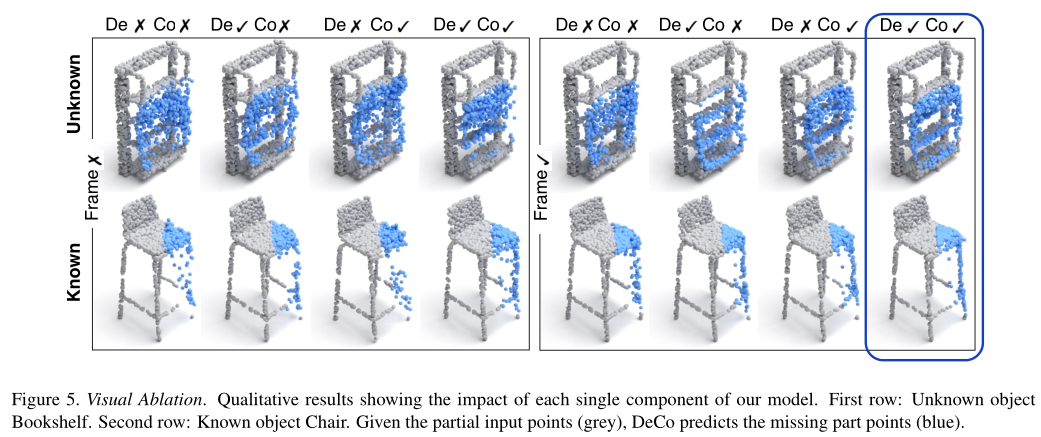 De ✗ Co ✗ De ✓ Co ✗ De ✗ Co ✓ De ✓ Co ✓ De ✗ Co ✗ De ✓ Co ✗ De ✗ Co ✓ De ✓ Co ✓
Unknown
Frame ✗
Frame ✓
Known
Figure 5. Visual Ablation. Qualitative results showing the impact of each single component of our model. First row: Unknown object
Bookshelf. Second row: Known object Chair. Given the partial input points (grey), DeCo predicts the missing part points (blue).